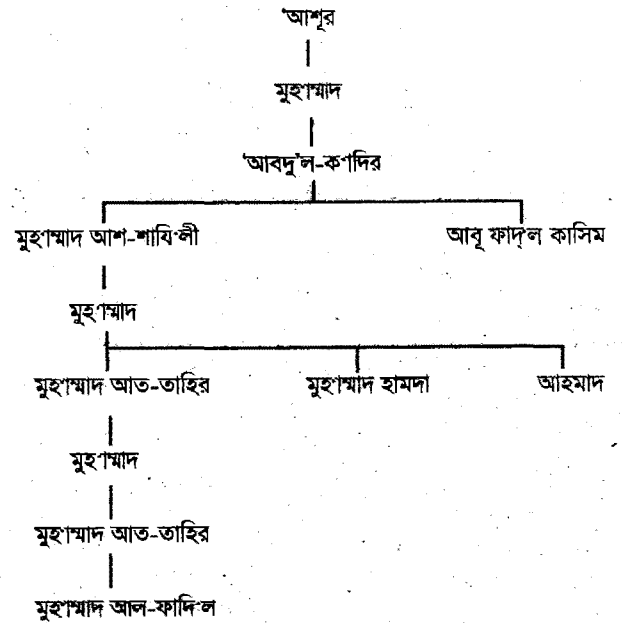 ‘আশূর
মুহ‘াম্মাদ
‘আবদু‘ল-ক‘াদির
মুহ‘াম্মাদ আশ-শাযি‘লী
আবূ ফাদ্‘ল কাসিম
মুহ‘াম্মাদ
মুহ‘াম্মাদ আত-তাহির
মুহ‘াম্মাদ হামদা
আহমাদ
মুহ‘াম্মাদ
মুহ‘াম্মাদ আত-তাহির
মুহ‘াম্মাদ আল-ফাদি‘ল